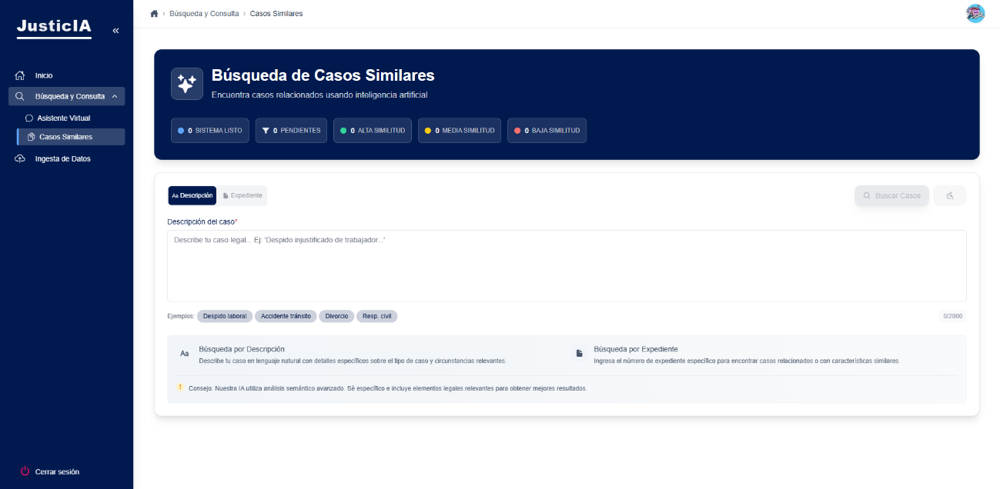 JusticIA
«
Inicio
Búsqueda y Consulta
Asistente Virtual
Casos Similares
Ingesta de Datos
Cerrar sesión
› Búsqueda y Consulta › Casos Similares
Búsqueda de Casos Similares
Encuentra casos relacionados usando inteligencia artificial
0 SISTEMA LISTO
0 PENDIENTES
0 ALTA SIMILITUD
0 MEDIA SIMILITUD
0 BAJA SIMILITUD
Aa Descripción
Expediente
Buscar Casos
Descripción del caso*
Describe tu caso legal... Ej: 'Despido injustificado de trabajador...'
Ejemplos: Despido laboral Accidente tránsito Divorcio Resp. civil
0/2000
Aa
Búsqueda por Descripción
Describe tu caso en lenguaje natural con detalles específicos sobre el tipo de caso y circunstancias relevantes.
Búsqueda por Expediente
Ingresa el número de expediente específico para encontrar casos relacionados o con características similares.
! Consejo: Nuestra IA utiliza análisis semántico avanzado. Sé específico e incluye elementos legales relevantes para obtener mejores resultados.